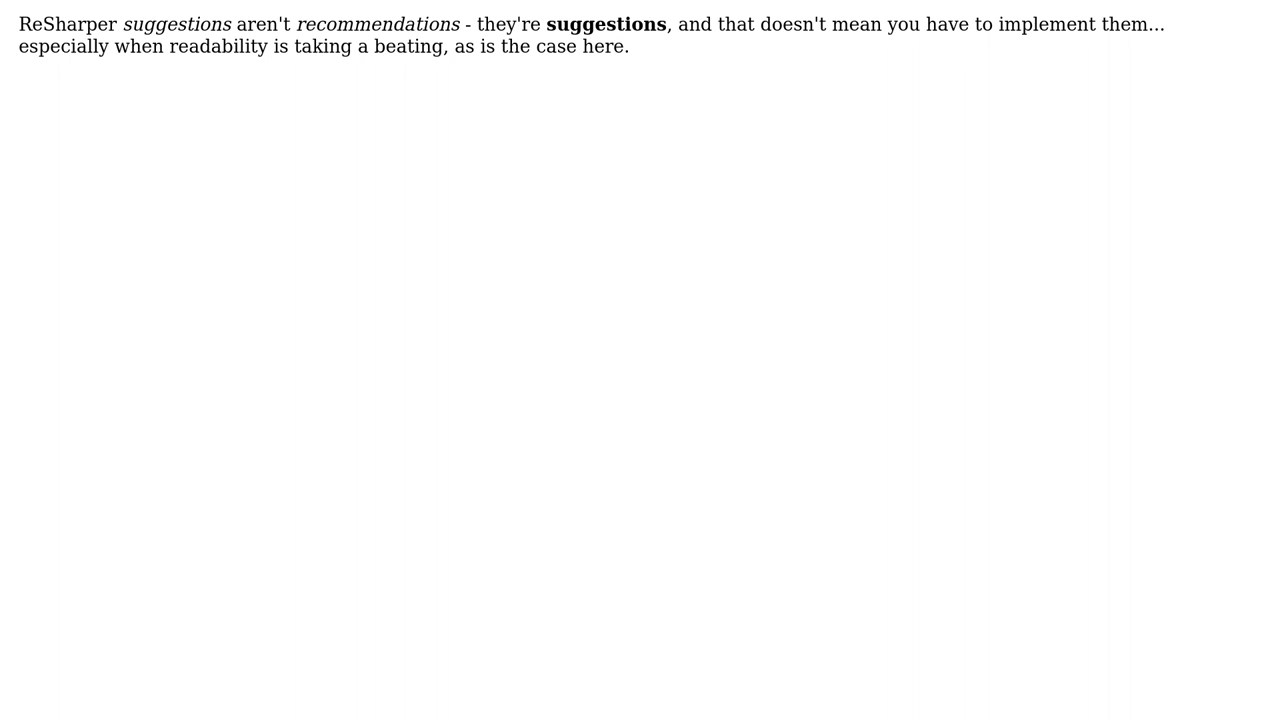 ReSharper suggestions aren't recommendations - they're suggestions, and that doesn't mean you have to implement them...
especially when readability is taking a beating, as is the case here.